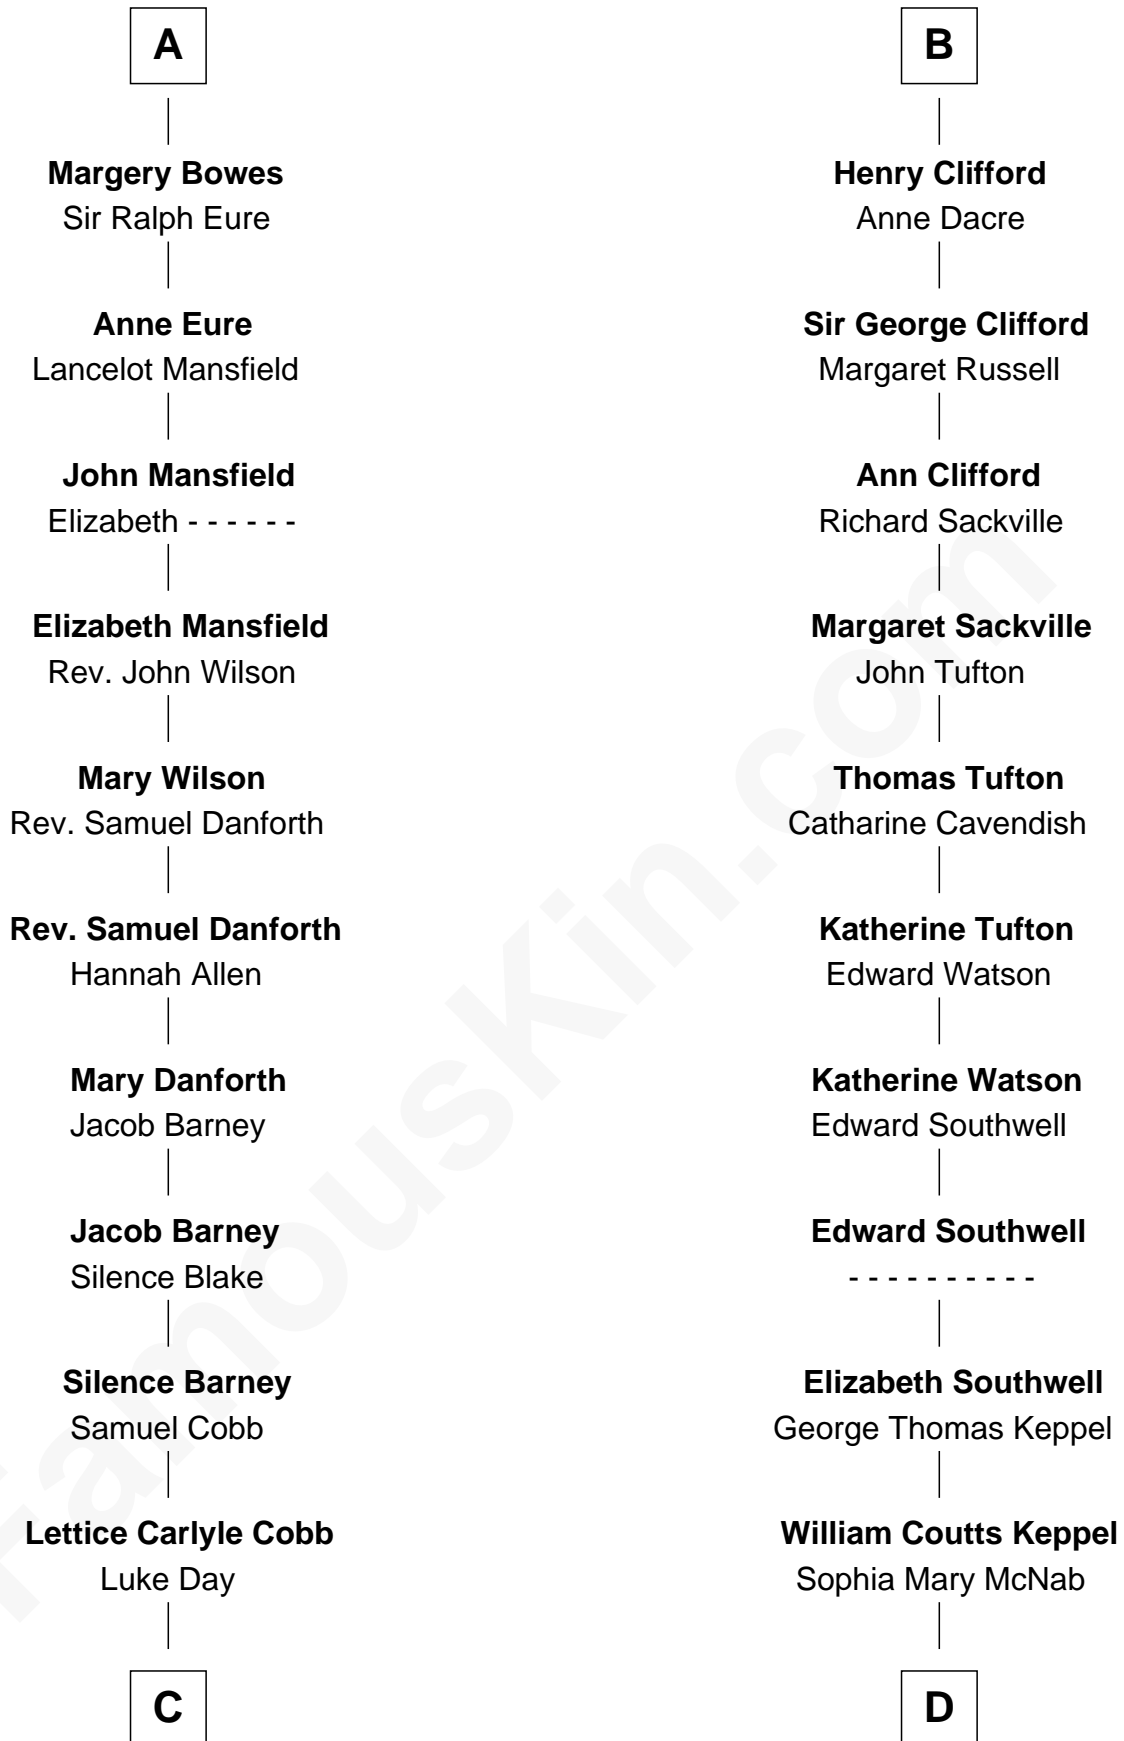 A
Margery Bowes
Sir Ralph Eure
Anne Eure
Lancelot Mansfield
John Mansfield
Elizabeth - - - - - -
Elizabeth Mansfield
Rev. John Wilson
Mary Wilson
Rev. Samuel Danforth
Rev. Samuel Danforth
Hannah Allen
Mary Danforth
Jacob Barney
Jacob Barney
Silence Blake
Silence Barney
Samuel Cobb
Lettice Carlyle Cobb
Luke Day
C
B
Henry Clifford
Anne Dacre
Sir George Clifford
Margaret Russell
Ann Clifford
Richard Sackville
Margaret Sackville
John Tufton
Thomas Tufton
Catharine Cavendish
Katherine Tufton
Edward Watson
Katherine Watson
Edward Southwell
Edward Southwell
- - - - - - - - - -
Elizabeth Southwell
George Thomas Keppel
William Coutts Keppel
Sophia Mary McNab
D
FamousKin.com